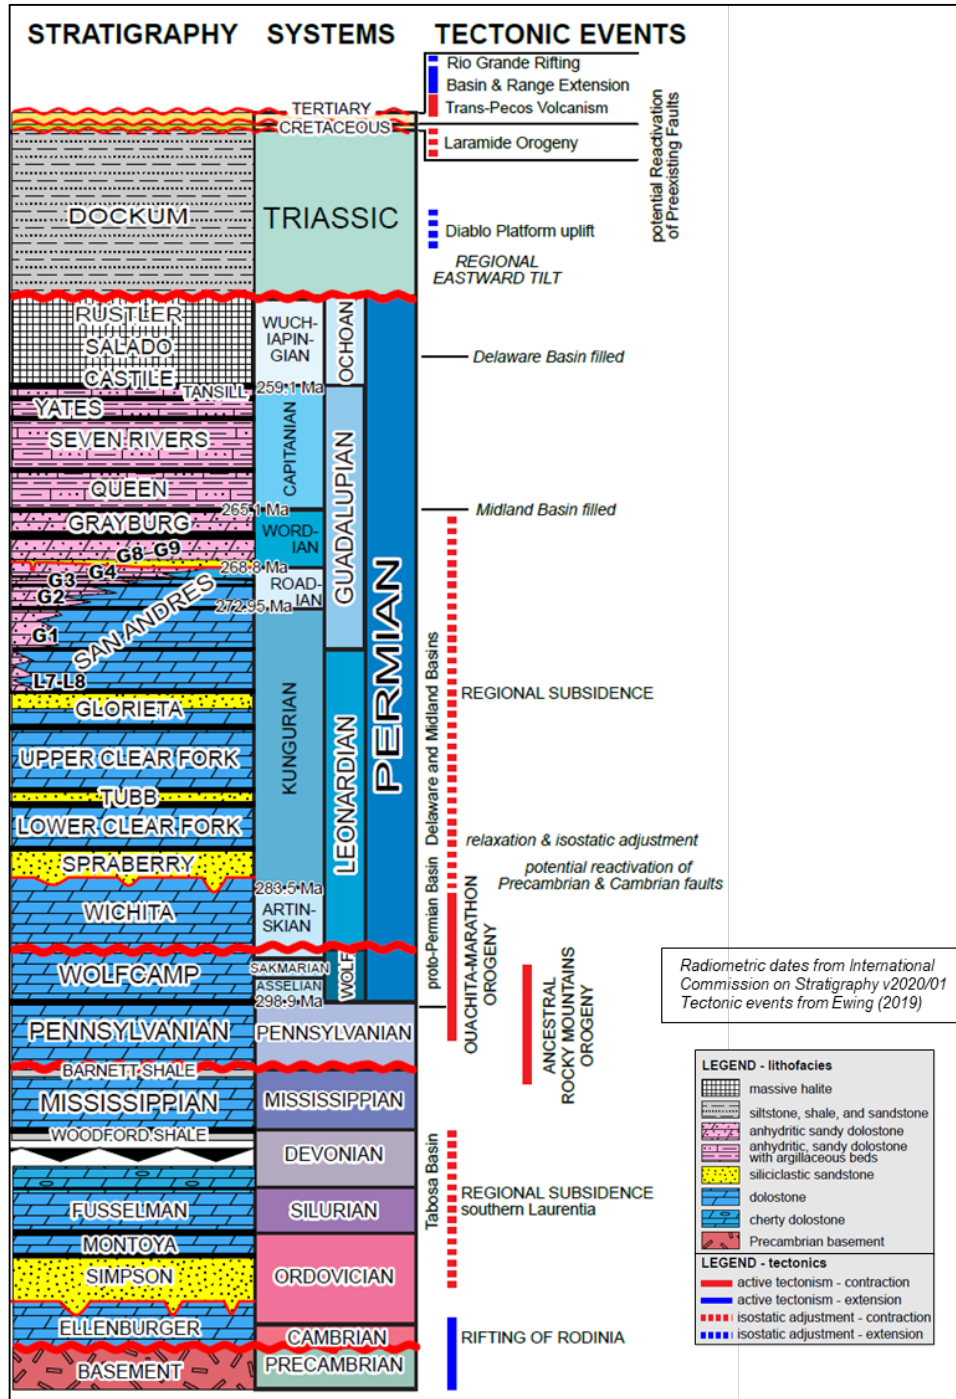 STRATIGRAPHY SYSTEMS TECTONIC EVENTS
Rio Grande Rifting
Basin & Range Extension
Trans-Pecos Volcanism
Laramide Orogeny
potential Reactivation
of Preexisting Faults
Diablo Platform uplift
REGIONAL
EASTWARD TILT
Delaware Basin filled
Midland Basin filled
TERTIARY
CRETACEOUS
DOCKUM
TRIASSIC
RUSTLER
SALADO
CASTILE
TANSILL
YATES
SEVEN RIVERS
QUEEN
GRAYBURG
G8-G9
G4
G3
G2
G1
SAN ANDRES
L7-L8
GLORIETA
UPPER CLEAR FORK
TUBB
LOWER CLEAR FORK
SPRABERRY
WICHITA
WOLFCAMP
PENNSYLVANIAN
BARNETT SHALE
MISSISSIPPIAN
WOODFORD SHALE
FUSSELMAN
MONTOYA
SIMPSON
ELLENBURGER
BASEMENT
WUCH-
IAPIN-
GIAN
259.1 Ma
CAPITANIAN
265.1 Ma
WORD-
IAN
268.8 Ma
ROAD-
IAN
272.95 Ma
KUNGURIAN
283.5 Ma
ARTIN-
SKIAN
SAKMARIAN
ASSELIAN
298.9 Ma
OCHOAN
GUADALUPIAN
LEONARDIAN
WOLF
PERMIAN
PENNSYLVANIAN
MISSISSIPPIAN
DEVONIAN
SILURIAN
ORDOVICIAN
CAMBRIAN
PRECAMBRIAN
Delaware and Midland Basins
proto-Permian Basin
REGIONAL SUBSIDENCE
relaxation & isostatic adjustment
potential reactivation of
Precambrian & Cambrian faults
OUACHITA-MARATHON
OROGENY
ANCESTRAL
ROCKY MOUNTAINS
OROGENY
Tabosa Basin
REGIONAL SUBSIDENCE
southern Laurentia
RIFTING OF RODINIA
Radiometric dates from International
Commission on Stratigraphy v2020/01
Tectonic events from Ewing (2019)
LEGEND - lithofacies
massive halite
siltstone, shale, and sandstone
anhydritic sandy dolostone
anhydritic, sandy dolostone
with argillaceous beds
siliciclastic sandstone
dolostone
cherty dolostone
Precambrian basement
LEGEND - tectonics
active tectonism - contraction
active tectonism - extension
isostatic adjustment - contraction
isostatic adjustment - extension